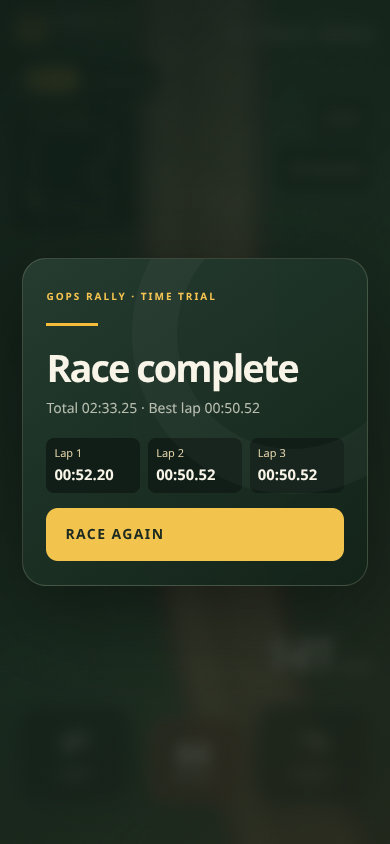 GOPS RALLY · TIME TRIAL
Race complete
Total 02:33.25 · Best lap 00:50.52
Lap 1
00:52.20
Lap 2
00:50.52
Lap 3
00:50.52
RACE AGAIN